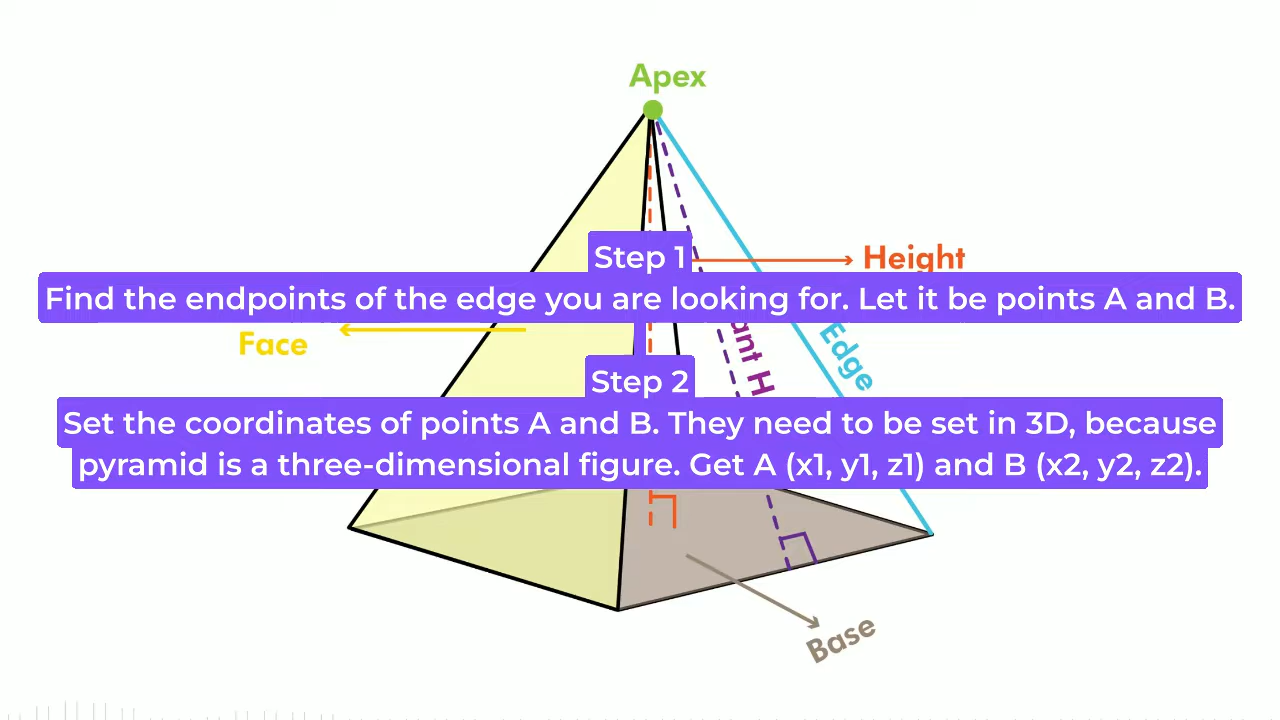 Apex
Step 1
Height
Find the endpoints of the edge you are looking for. Let it be points A and B.
Face
ant H
Edge
Step 2
Set the coordinates of points A and B. They need to be set in 3D, because
pyramid is a three-dimensional figure. Get A (x1, y1, z1) and B (x2, y2, z2).
Base